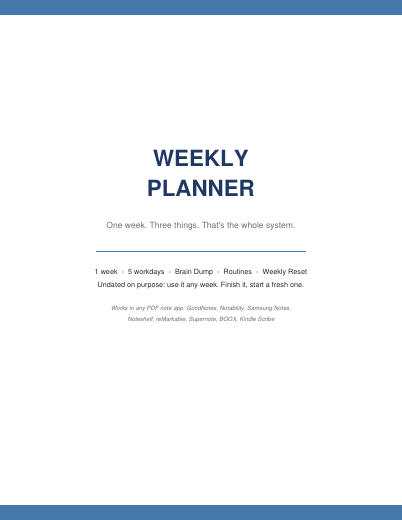 WEEKLY
PLANNER
One week. Three things. That's the whole system.
1 week - 5 workdays - Brain Dump - Routines - Weekly Reset
Undated on purpose: use it any week. Finish it, start a fresh one.
Works in any PDF note app: GoodNotes, Notability, Samsung Notes,
Noteshelf, reMarkable, Supernote, BOOX, Kindle Scribe